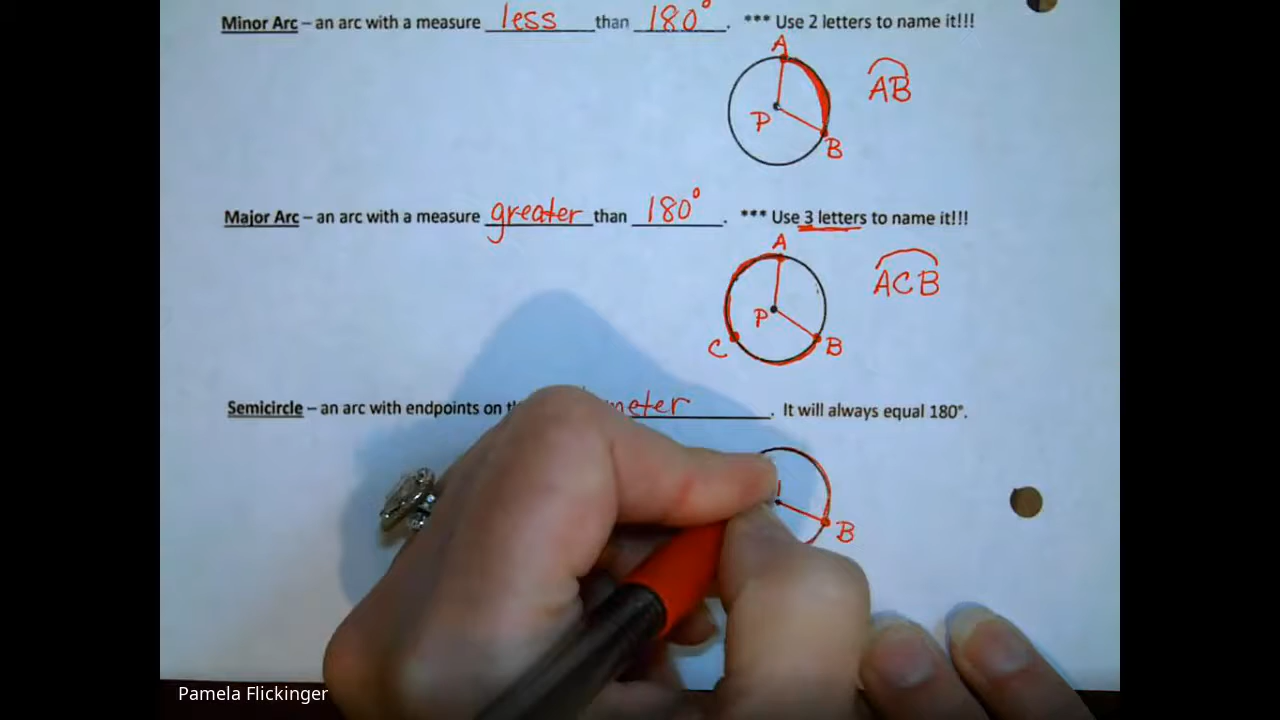 Minor Arc – an arc with a measure less than 180°. *** Use 2 letters to name it!!!
A
AB
P
B
Major Arc – an arc with a measure greater than 180°. *** Use 3 letters to name it!!!
A
ACB
P
C
B
Semicircle – an arc with endpoints on meter. It will always equal 180°.
B
Pamela Flickinger